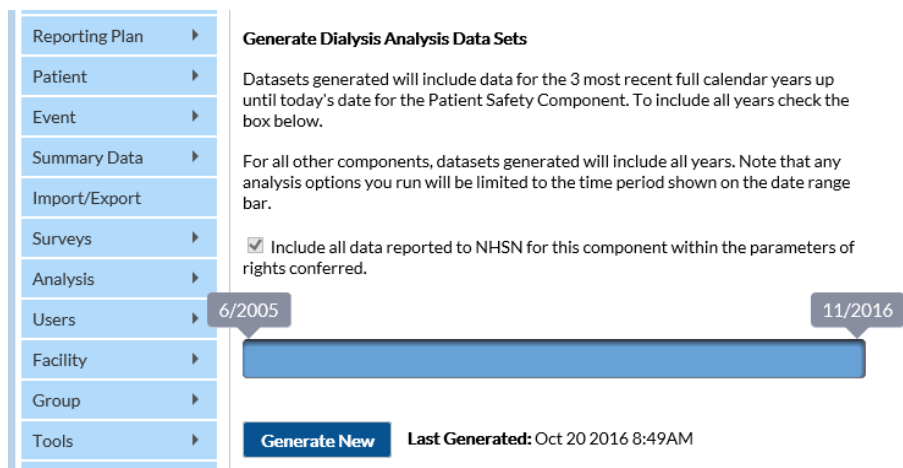 Reporting Plan
Patient
Event
Summary Data
Import/Export
Surveys
Analysis
Users
Facility
Group
Tools
Generate Dialysis Analysis Data Sets
Datasets generated will include data for the 3 most recent full calendar years up
until today's date for the Patient Safety Component. To include all years check the
box below.
For all other components, datasets generated will include all years. Note that any
analysis options you run will be limited to the time period shown on the date range
bar.
Include all data reported to NHSN for this component within the parameters of
rights conferred.
6/2005 11/2016
Generate New Last Generated: Oct 20 2016 8:49AM